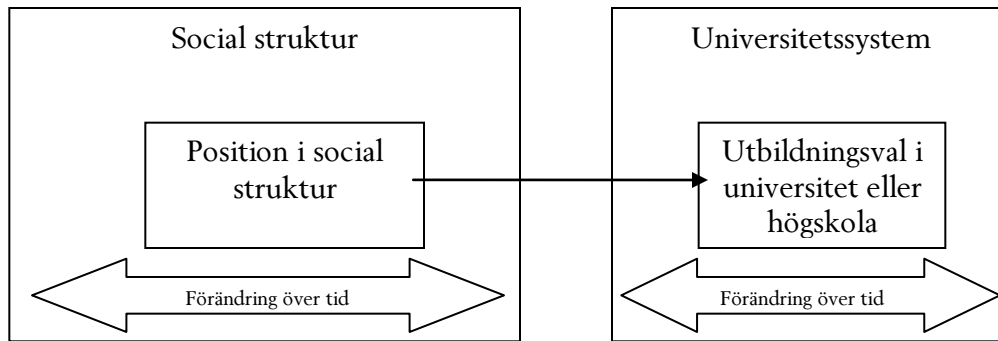 Social struktur
Position i social
struktur
Förändring över tid
Universitetssystem
Utbildningsval i
universitet eller
högskola
Förändring över tid